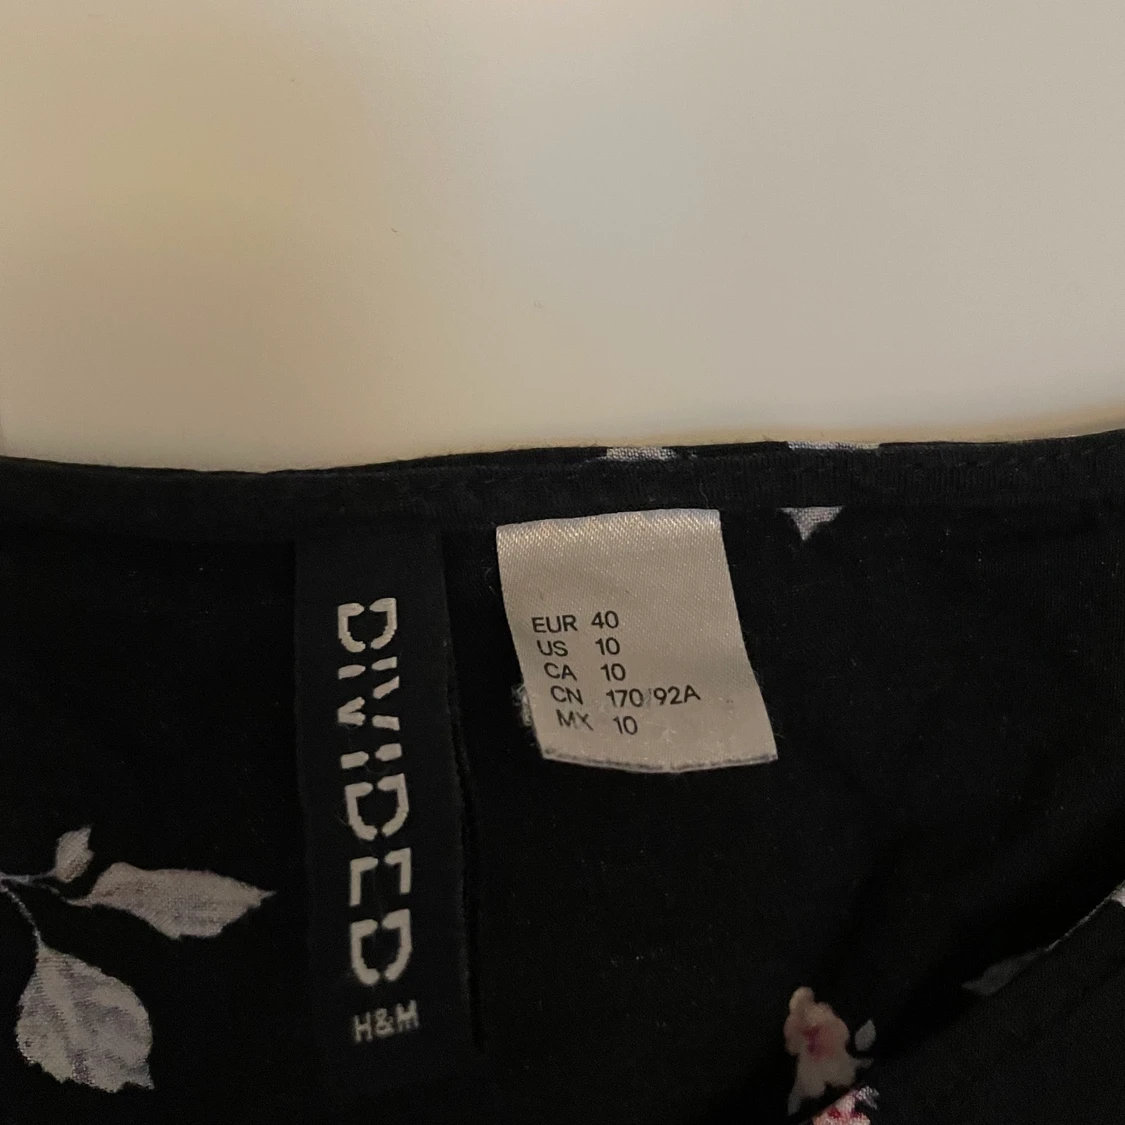 DIVIDED
H&M
EUR 40
US 10
CA 10
CN 170/92A
MX 10